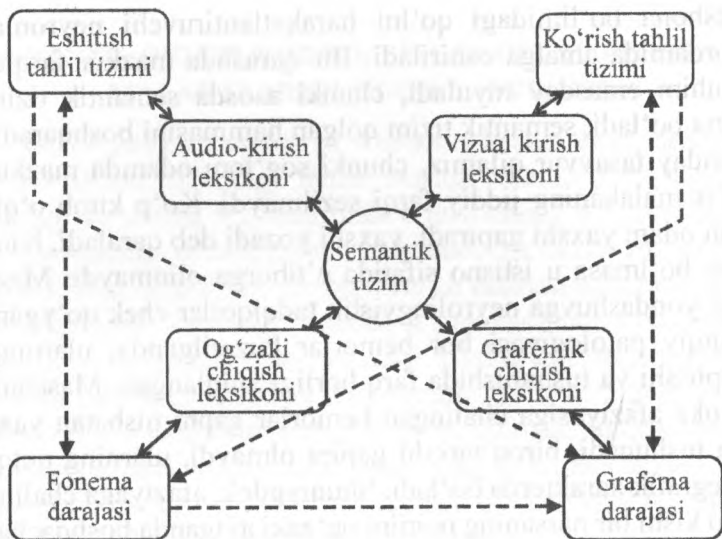 Eshitish
tahlil tizimi
Ko‘rish tahlil
tizimi
Audio-kirish
leksikoni
Vizual kirish
leksikoni
Semantik
tizim
Og‘zaki
chiqish
leksikoni
Grafemik
chiqish
leksikoni
Fonema
darajasi
Grafema
darajasi